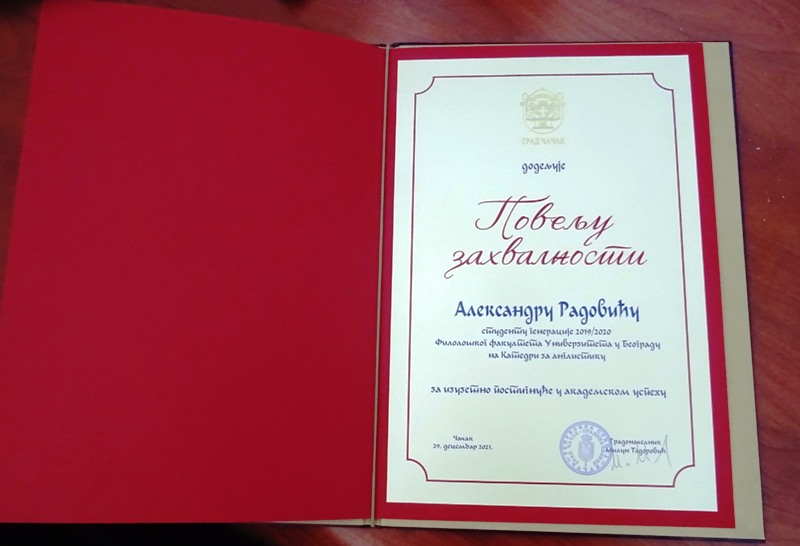 ГРАД ЧАЧАК
додељује
Повељу
захвалности
Александру Радовићу
студенту генерације 2019/2020
Филолошког факултета Универзитета у Београду
на Катедри за англистику
за изузетно постигнуће у академском успеху
Чачак
29. децембар 2021.
Градоначелник
Милун Тодоровић